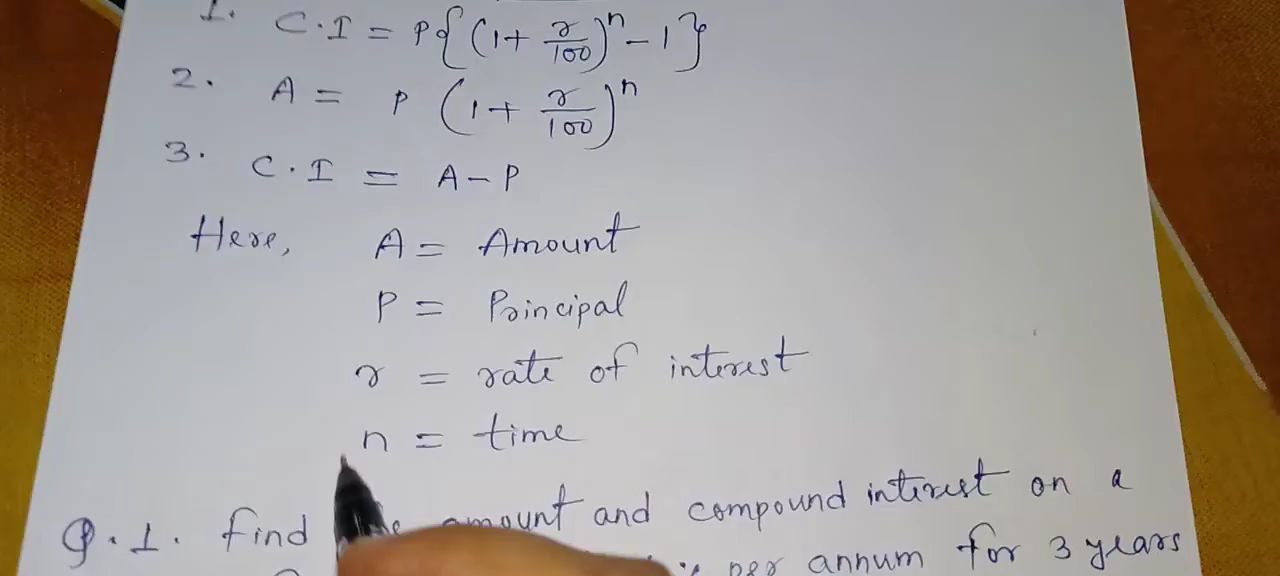 1. C.I = P{(1+ r/100)^n - 1}
2. A = P (1+ r/100)^n
3. C.I = A-P
Here, A = Amount
P = Principal
r = rate of interest
n = time
Q.1. Find amount and compound interest on a
per annum for 3 years